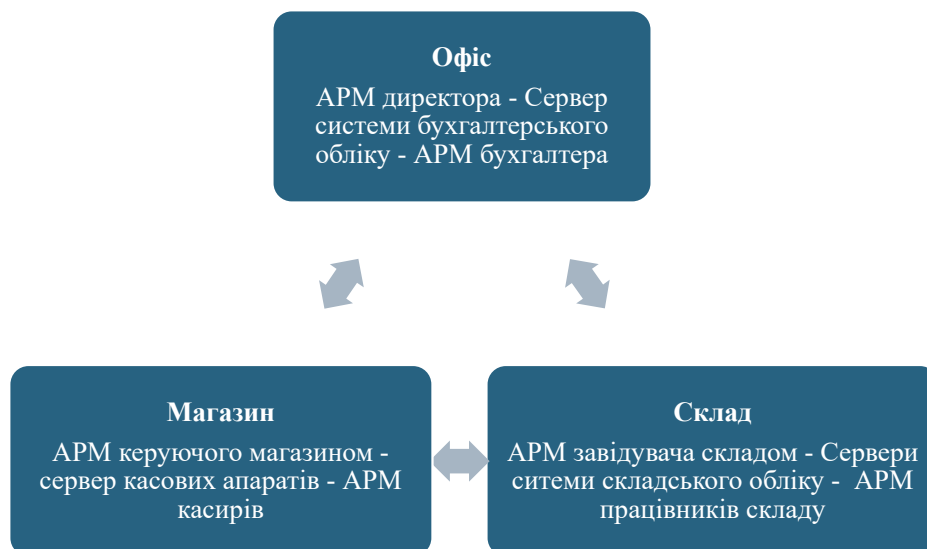 Офіс
АРМ директора - Сервер
системи бухгалтерського
обліку - АРМ бухгалтера
Магазин
АРМ керуючого магазином -
сервер касових апаратів - АРМ
касирів
Склад
АРМ завідувача складом - Сервери
ситеми складського обліку - АРМ
працівників складу